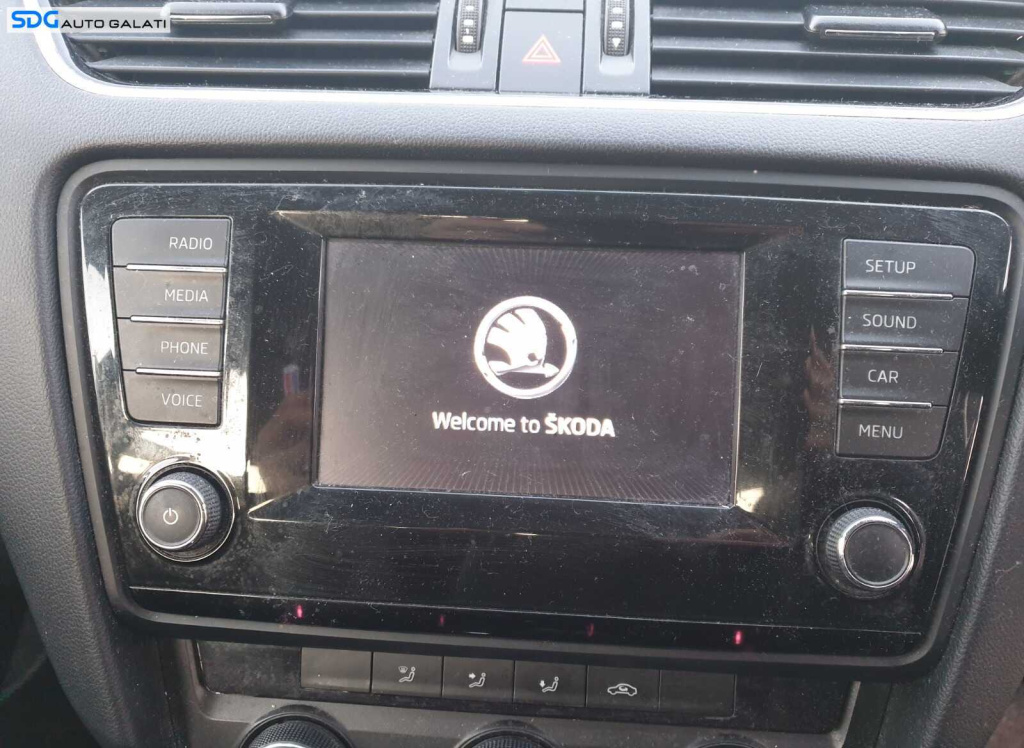 SDG AUTO GALATI
RADIO
MEDIA
PHONE
VOICE
Welcome to ŠKODA
SETUP
SOUND
CAR
MENU